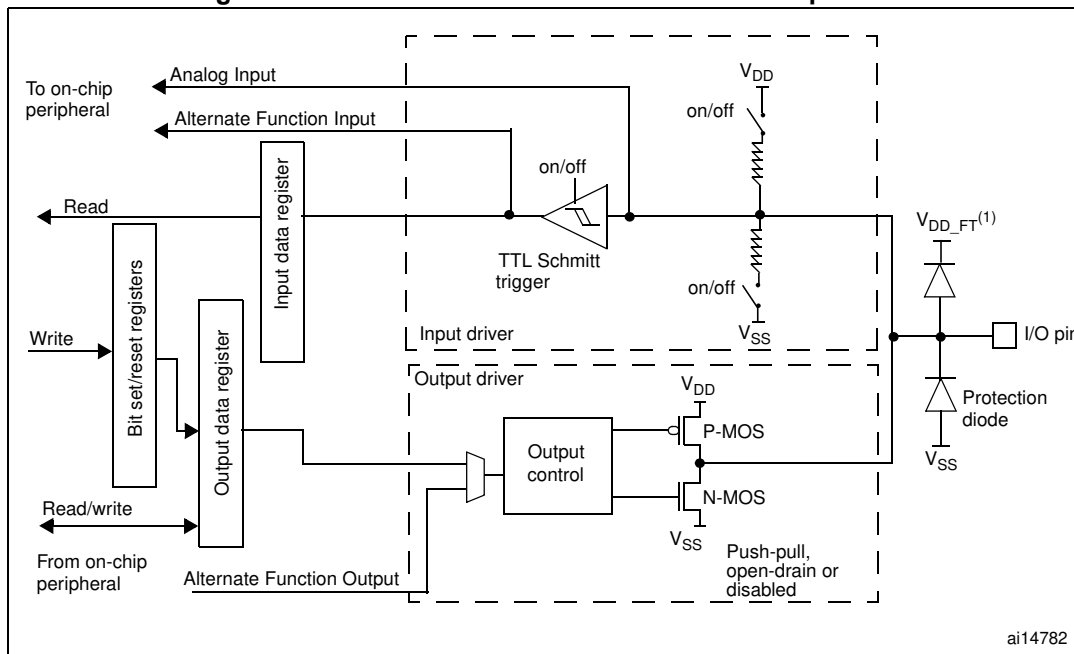 Analog Input
To on-chip
peripheral
Alternate Function Input
Read
Input data register
on/off
TTL Schmitt
trigger
VDD
on/off
on/off
VSS
Input driver
VDD_FT(1)
I/O pin
Protection
diode
VSS
Write
Bit set/reset registers
Output data register
Read/write
From on-chip
peripheral
Alternate Function Output
Output driver
Output
control
VDD
P-MOS
N-MOS
VSS
Push-pull,
open-drain or
disabled
ai14782